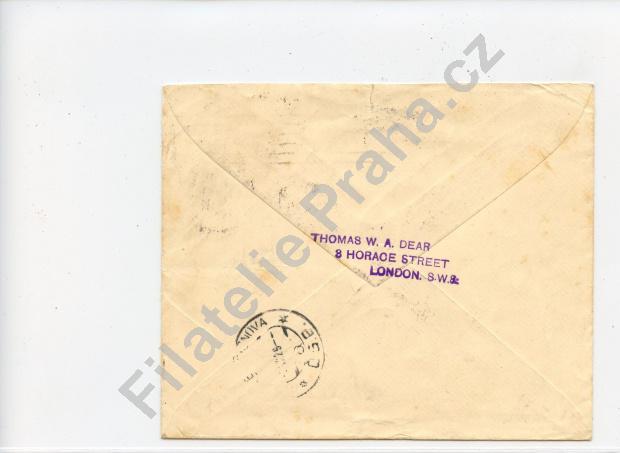 Filatelie Praha.cz
THOMAS W. A. DEAR
8 HORACE STREET
LONDON. S.W.8